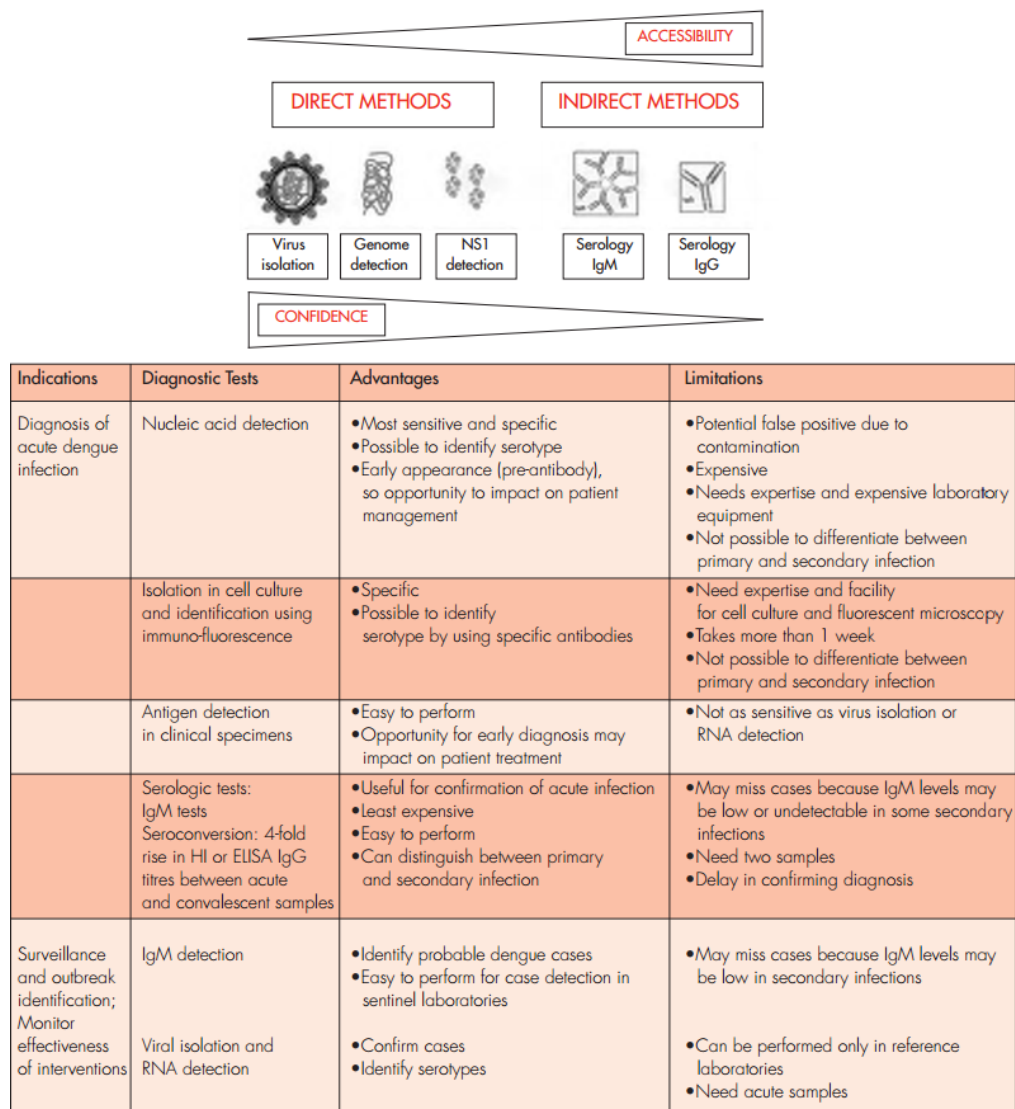 ACCESSIBILITY
DIRECT METHODS
INDIRECT METHODS
Virus
isolation
Genome
detection
NS1
detection
Serology
IgM
Serology
IgG
CONFIDENCE
Indications
Diagnostic Tests
Advantages
Limitations
Diagnosis of
acute dengue
infection
Nucleic acid detection
•Most sensitive and specific
•Possible to identify serotype
•Early appearance (pre-antibody),
so opportunity to impact on patient
management
•Potential false positive due to
contamination
•Expensive
•Needs expertise and expensive laboratory
equipment
•Not possible to differentiate between
primary and secondary infection
Isolation in cell culture
and identification using
immuno-fluorescence
•Specific
•Possible to identify
serotype by using specific antibodies
•Need expertise and facility
for cell culture and fluorescent microscopy
•Takes more than 1 week
•Not possible to differentiate between
primary and secondary infection
Antigen detection
in clinical specimens
•Easy to perform
•Opportunity for early diagnosis may
impact on patient treatment
•Not as sensitive as virus isolation or
RNA detection
Serologic tests:
IgM tests
Seroconversion: 4-fold
rise in HI or ELISA IgG
titres between acute
and convalescent samples
•Useful for confirmation of acute infection
•Least expensive
•Easy to perform
•Can distinguish between primary
and secondary infection
•May miss cases because IgM levels may
be low or undetectable in some secondary
infections
•Need two samples
•Delay in confirming diagnosis
Surveillance
and outbreak
identification;
Monitor
effectiveness
of interventions
IgM detection
•Identify probable dengue cases
•Easy to perform for case detection in
sentinel laboratories
•May miss cases because IgM levels may
be low in secondary infections
Viral isolation and
RNA detection
•Confirm cases
•Identify serotypes
•Can be performed only in reference
laboratories
•Need acute samples